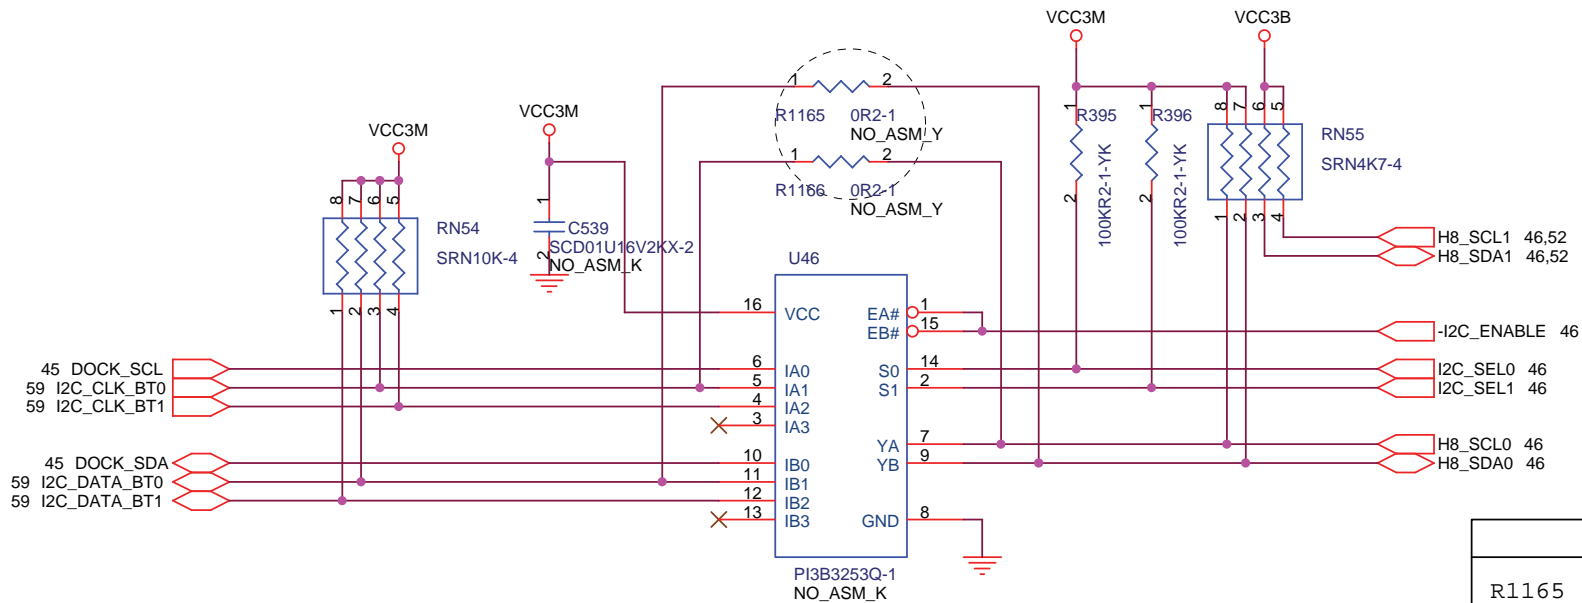 VCC3M VCC3B
1 2
R1165 0R2-1
NO_ASM_Y
1 2
R1166 0R2-1
NO_ASM_Y
VCC3M
VCC3M
8 7 6 5
RN54
SRN10K-4
1 2 3 4
1
C539
SCD01U16V2KX-2
2
NO_ASM_K
1 R395
100KR2-1-YK
2
1 R396
100KR2-1-YK
2
8 7 6 5
RN55
SRN4K7-4
1 2 3 4
H8_SCL1 46,52
H8_SDA1 46,52
U46
16 VCC
EA# 1
EB# 15
-I2C_ENABLE 46
45 DOCK_SCL 6 IA0
S0 14 I2C_SEL0 46
59 I2C_CLK_BT0 5 IA1
S1 2 I2C_SEL1 46
59 I2C_CLK_BT1 4 IA2
3 IA3
YA 7 H8_SCL0 46
45 DOCK_SDA 10 IB0
YB 9 H8_SDA0 46
59 I2C_DATA_BT0 11 IB1
59 I2C_DATA_BT1 12 IB2
13 IB3
GND 8
PI3B3253Q-1
NO_ASM_K
R1165